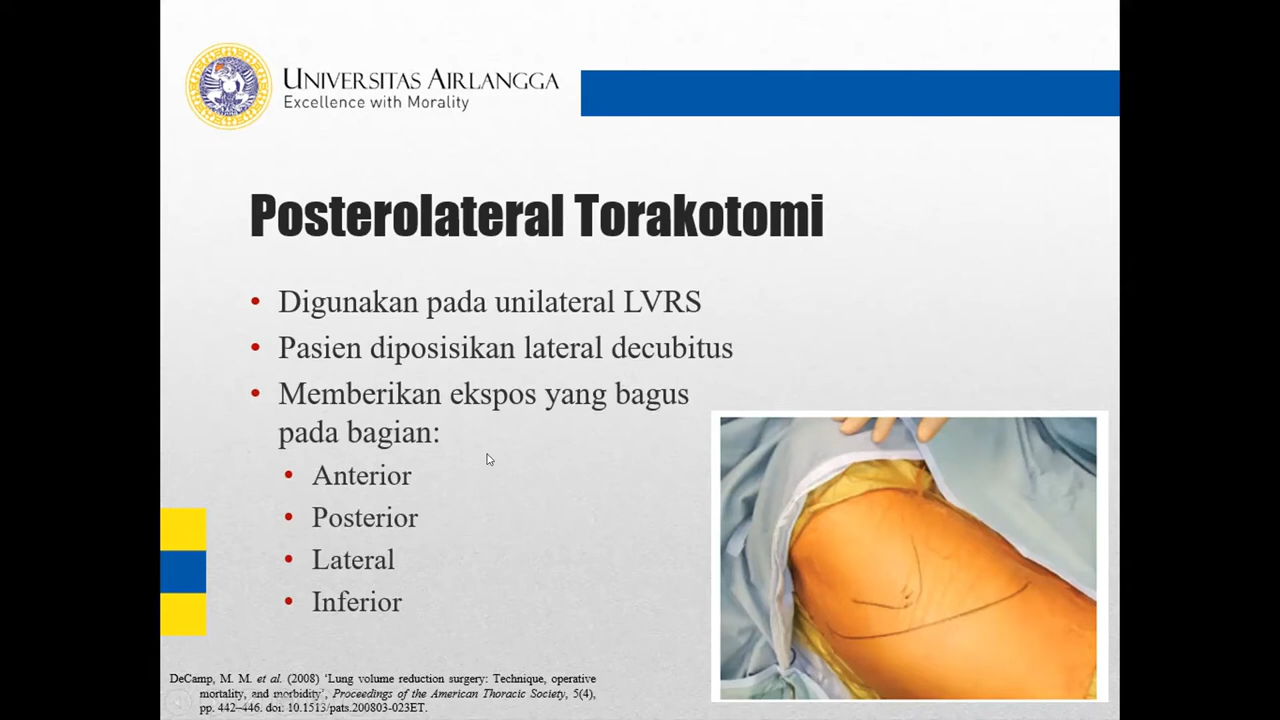 UNIVERSITAS AIRLANGGA
Excellence with Morality
Posterolateral Torakotomi
• Digunakan pada unilateral LVRS
• Pasien diposisikan lateral decubitus
• Memberikan ekspos yang bagus
pada bagian:
• Anterior
• Posterior
• Lateral
• Inferior
DeCamp, M. M. et al. (2008) ‘Lung volume reduction surgery: Technique, operative
mortality, and morbidity’, Proceedings of the American Thoracic Society, 5(4),
pp. 442–446. doi: 10.1513/pats.200803-023ET.